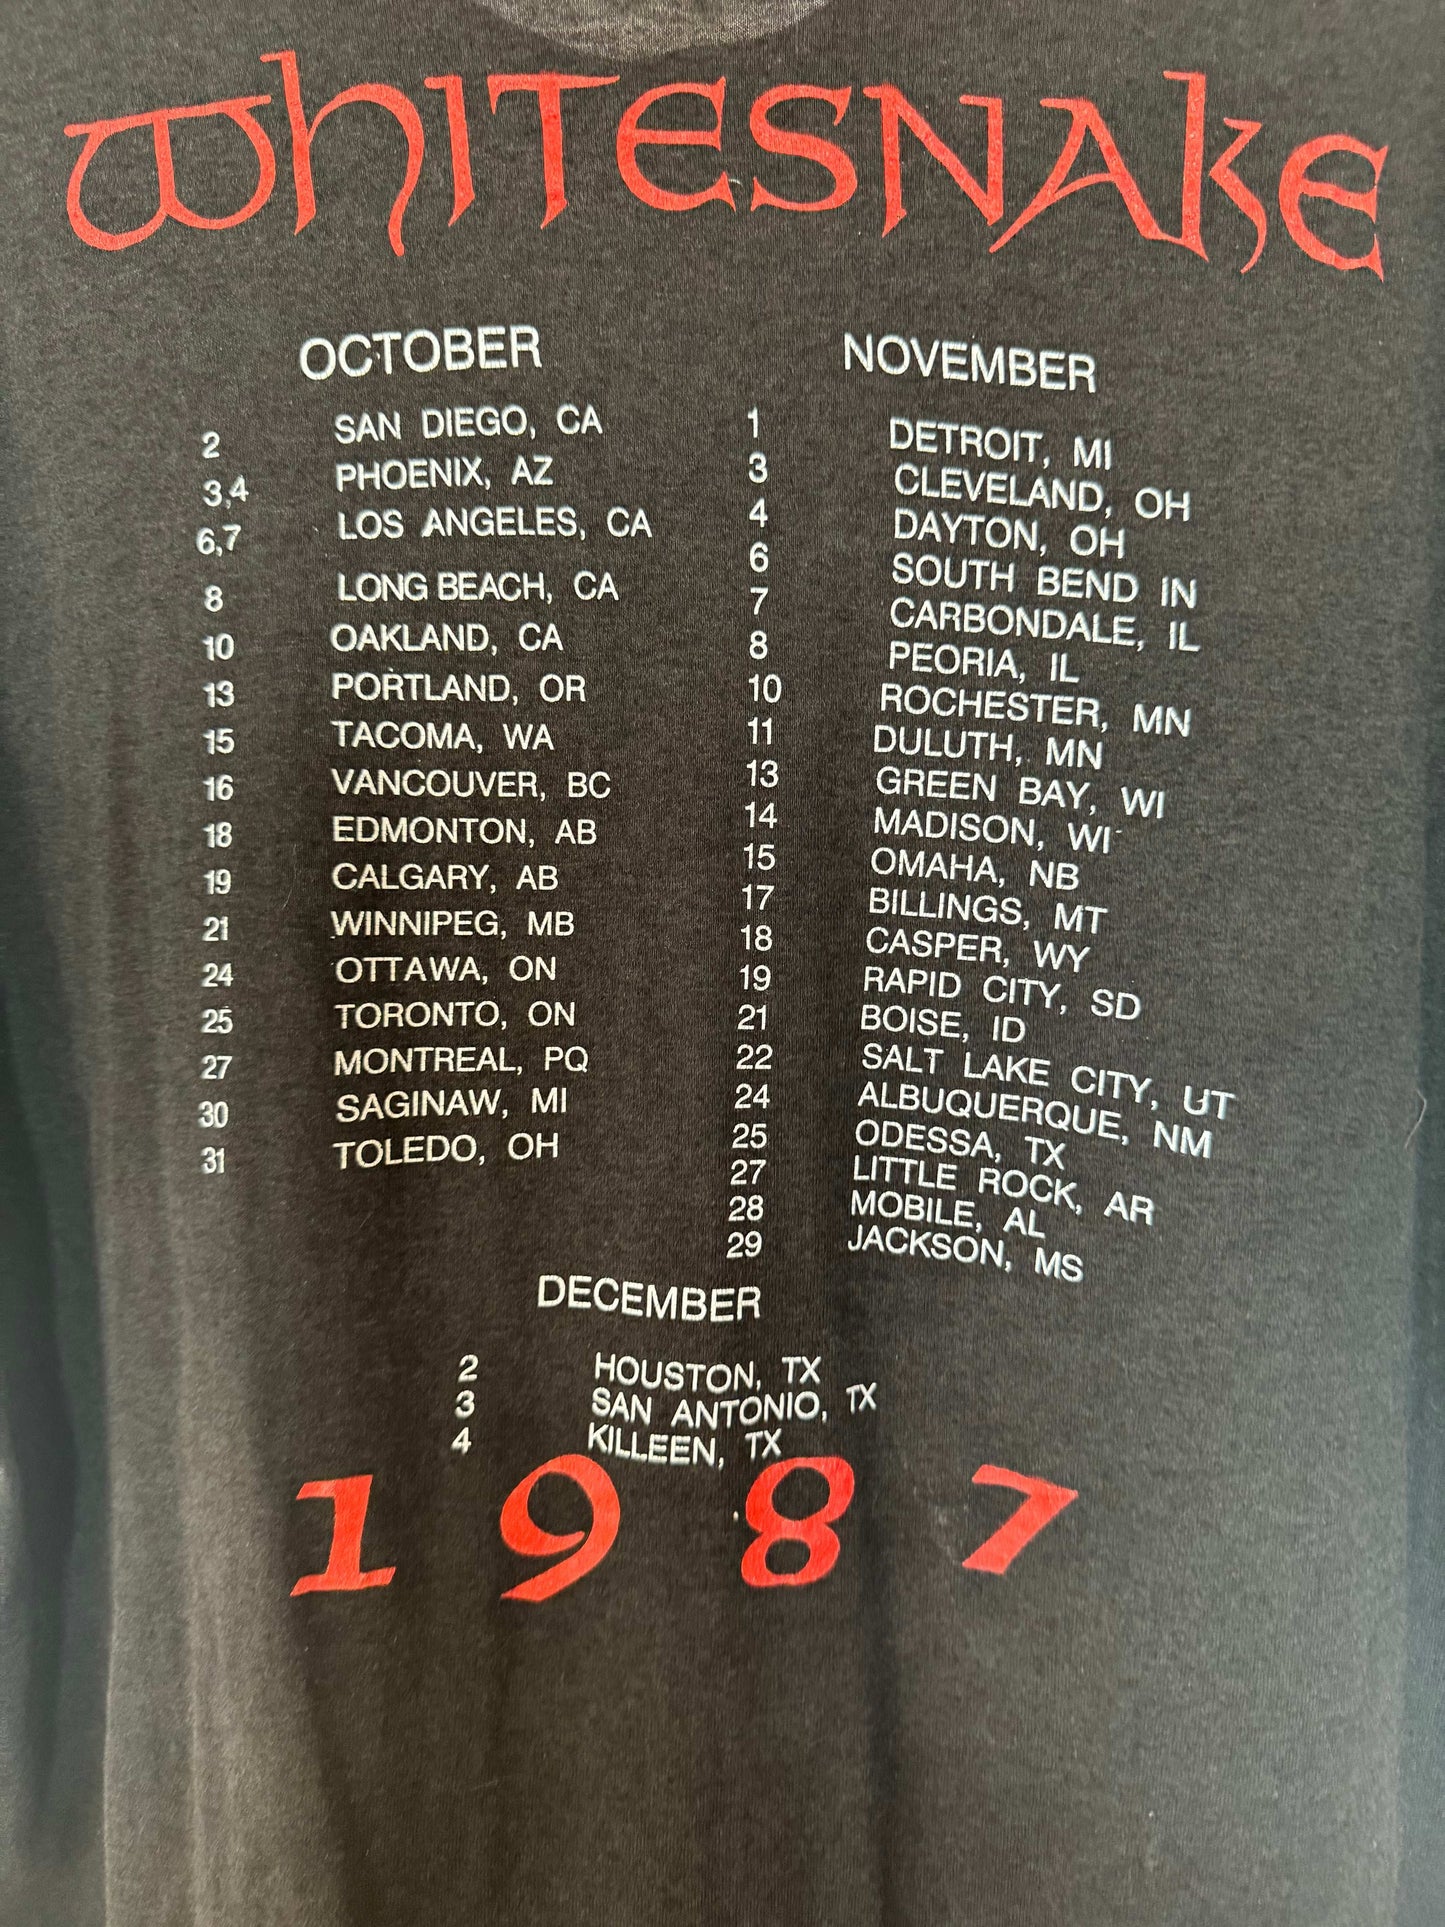 WHITESNAKE
OCTOBER
2 SAN DIEGO, CA
3,4 PHOENIX, AZ
6,7 LOS ANGELES, CA
8 LONG BEACH, CA
10 OAKLAND, CA
13 PORTLAND, OR
15 TACOMA, WA
16 VANCOUVER, BC
18 EDMONTON, AB
19 CALGARY, AB
21 WINNIPEG, MB
24 OTTAWA, ON
25 TORONTO, ON
27 MONTREAL, PQ
30 SAGINAW, MI
31 TOLEDO, OH
NOVEMBER
1 DETROIT, MI
3 CLEVELAND, OH
4 DAYTON, OH
6 SOUTH BEND IN
7 CARBONDALE, IL
8 PEORIA, IL
10 ROCHESTER, MN
11 DULUTH, MN
13 GREEN BAY, WI
14 MADISON, WI
15 OMAHA, NB
17 BILLINGS, MT
18 CASPER, WY
19 RAPID CITY, SD
21 BOISE, ID
22 SALT LAKE CITY, UT
24 ALBUQUERQUE, NM
25 ODESSA, TX
27 LITTLE ROCK, AR
28 MOBILE, AL
29 JACKSON, MS
DECEMBER
2 HOUSTON, TX
3 SAN ANTONIO, TX
4 KILLEEN, TX
1987